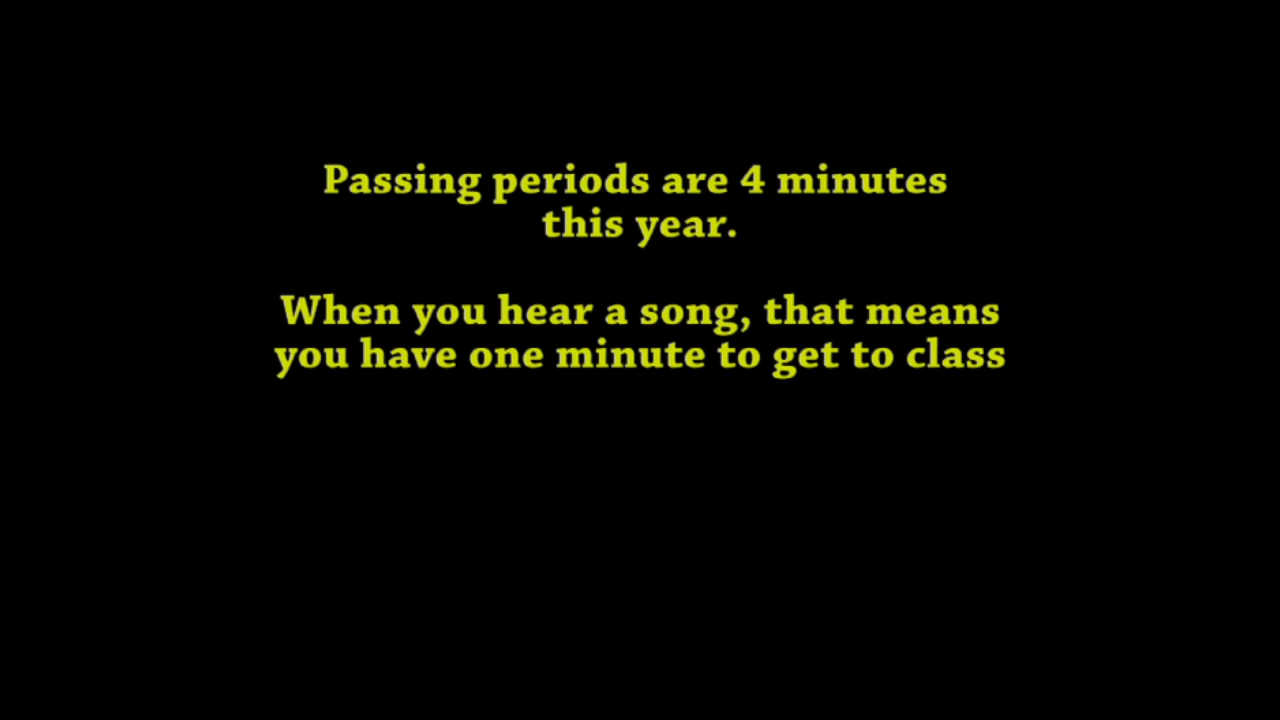 Passing periods are 4 minutes
this year.
When you hear a song, that means
you have one minute to get to class